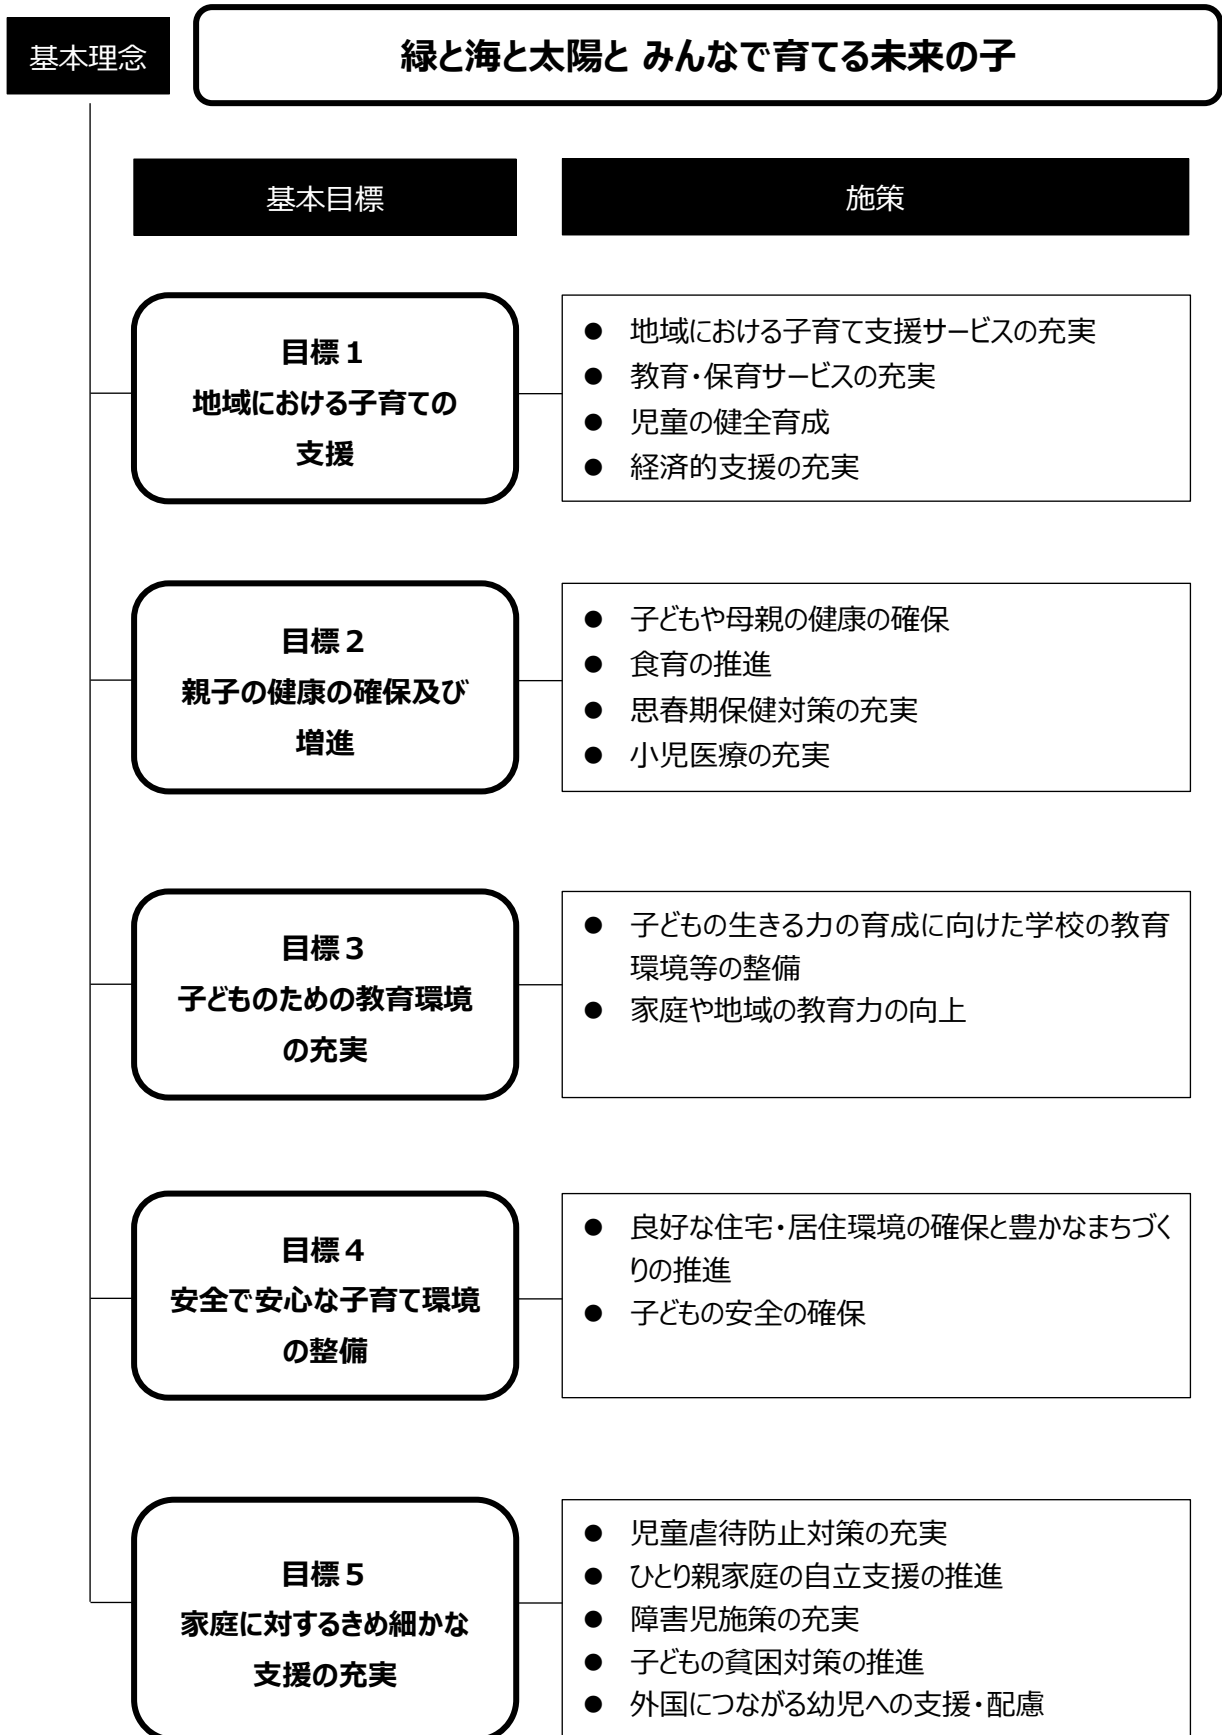 基本理念
緑と海と太陽と みんなで育てる未来の子
基本目標
施策
目標１
地域における子育ての
支援
● 地域における子育て支援サービスの充実
● 教育・保育サービスの充実
● 児童の健全育成
● 経済的支援の充実
目標２
親子の健康の確保及び
増進
● 子どもや母親の健康の確保
● 食育の推進
● 思春期保健対策の充実
● 小児医療の充実
目標３
子どものための教育環境
の充実
● 子どもの生きる力の育成に向けた学校の教育
環境等の整備
● 家庭や地域の教育力の向上
目標４
安全で安心な子育て環境
の整備
● 良好な住宅・居住環境の確保と豊かなまちづく
りの推進
● 子どもの安全の確保
目標５
家庭に対するきめ細かな
支援の充実
● 児童虐待防止対策の充実
● ひとり親家庭の自立支援の推進
● 障害児施策の充実
● 子どもの貧困対策の推進
● 外国につながる幼児への支援・配慮